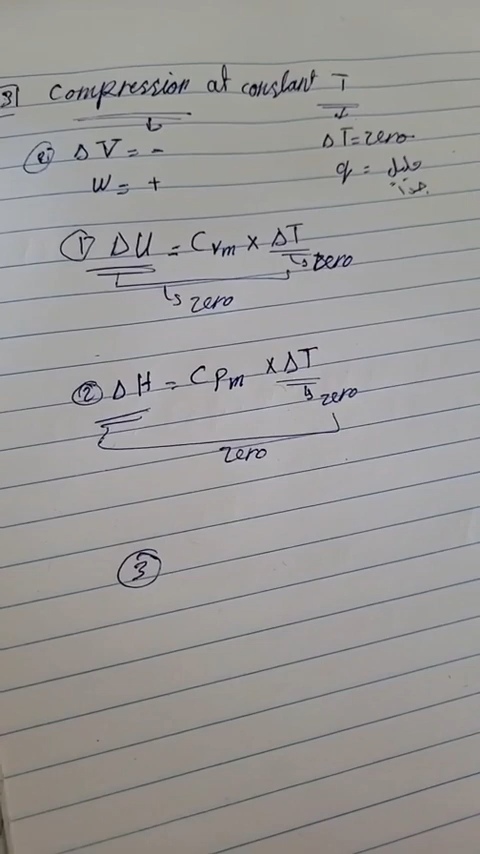 3 Compression at constant T
② ΔV = - ΔT = zero
W = + q =
① ΔU = Cvm × ΔT
↳ zero
↳ zero
② ΔH = Cpm × ΔT
↳ zero
zero
③